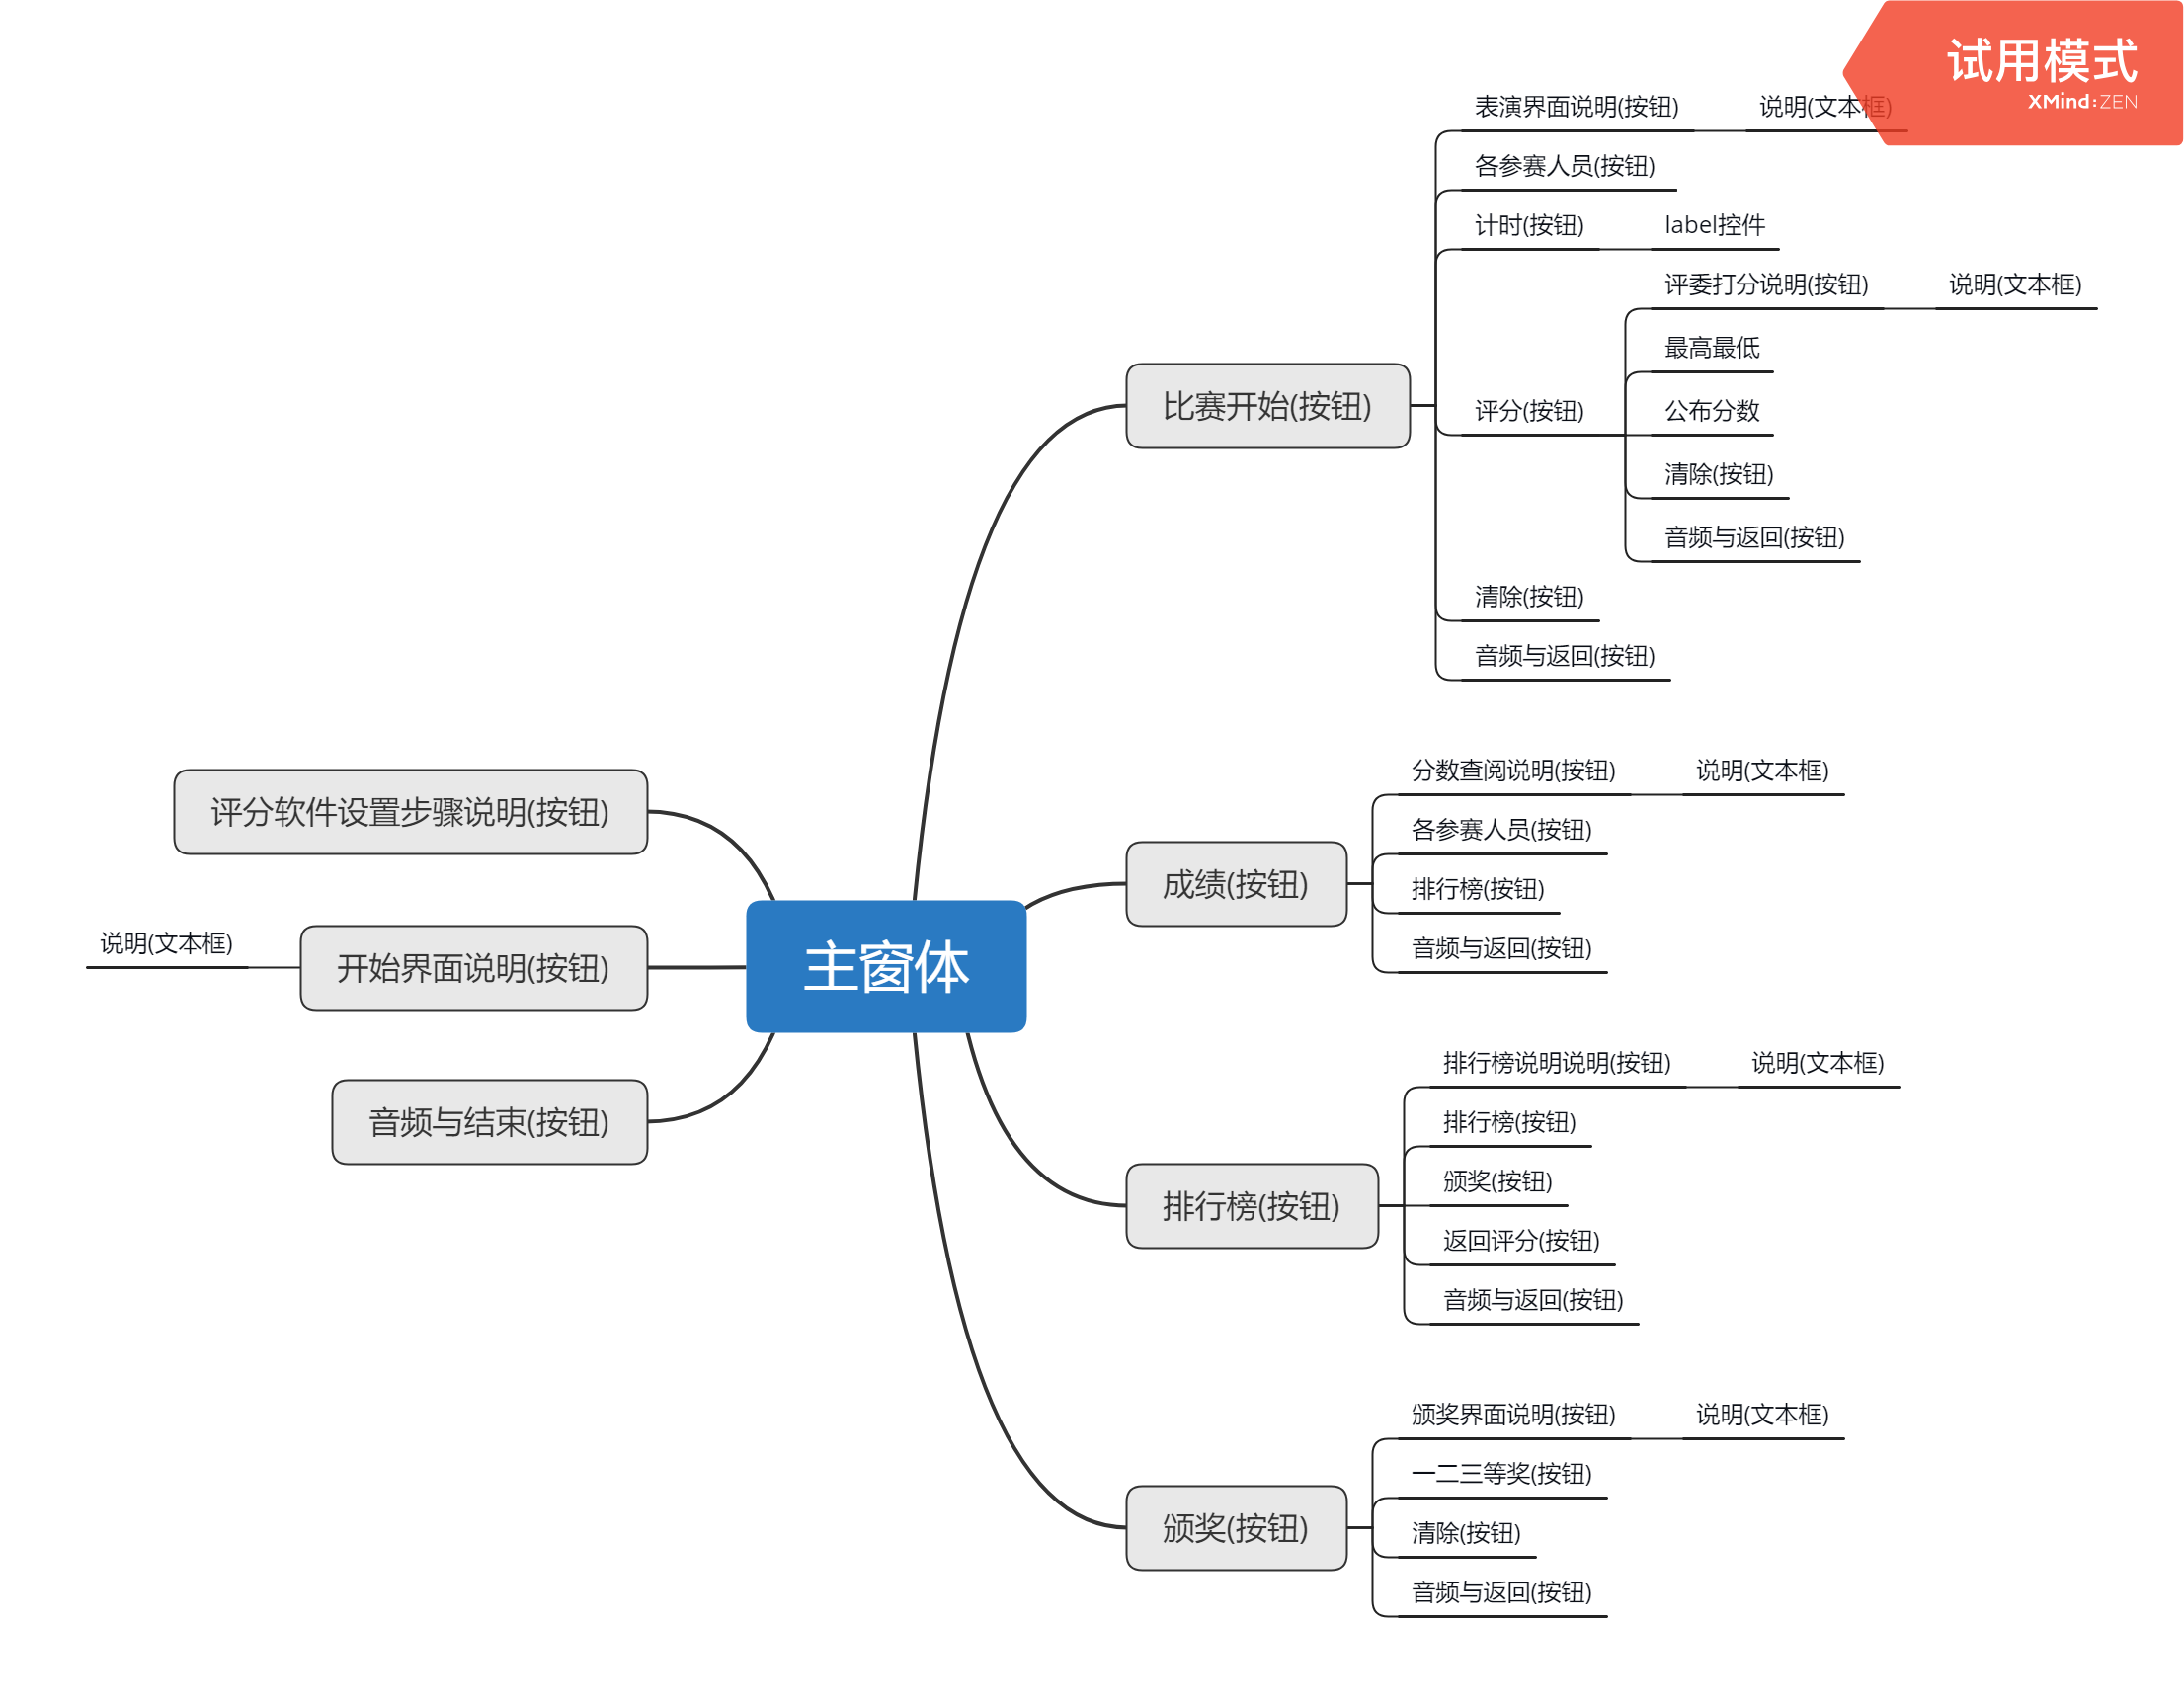 试用模式
XMind:ZEN
表演界面说明(按钮)
说明(文本框)
各参赛人员(按钮)
计时(按钮)
label控件
评委打分说明(按钮)
说明(文本框)
最高最低
比赛开始(按钮)
评分(按钮)
公布分数
清除(按钮)
音频与返回(按钮)
清除(按钮)
音频与返回(按钮)
分数查阅说明(按钮)
说明(文本框)
各参赛人员(按钮)
成绩(按钮)
排行榜(按钮)
音频与返回(按钮)
评分软件设置步骤说明(按钮)
说明(文本框)
开始界面说明(按钮)
主窗体
音频与结束(按钮)
排行榜说明说明(按钮)
说明(文本框)
排行榜(按钮)
颁奖(按钮)
排行榜(按钮)
返回评分(按钮)
音频与返回(按钮)
颁奖界面说明(按钮)
说明(文本框)
一二三等奖(按钮)
颁奖(按钮)
清除(按钮)
音频与返回(按钮)